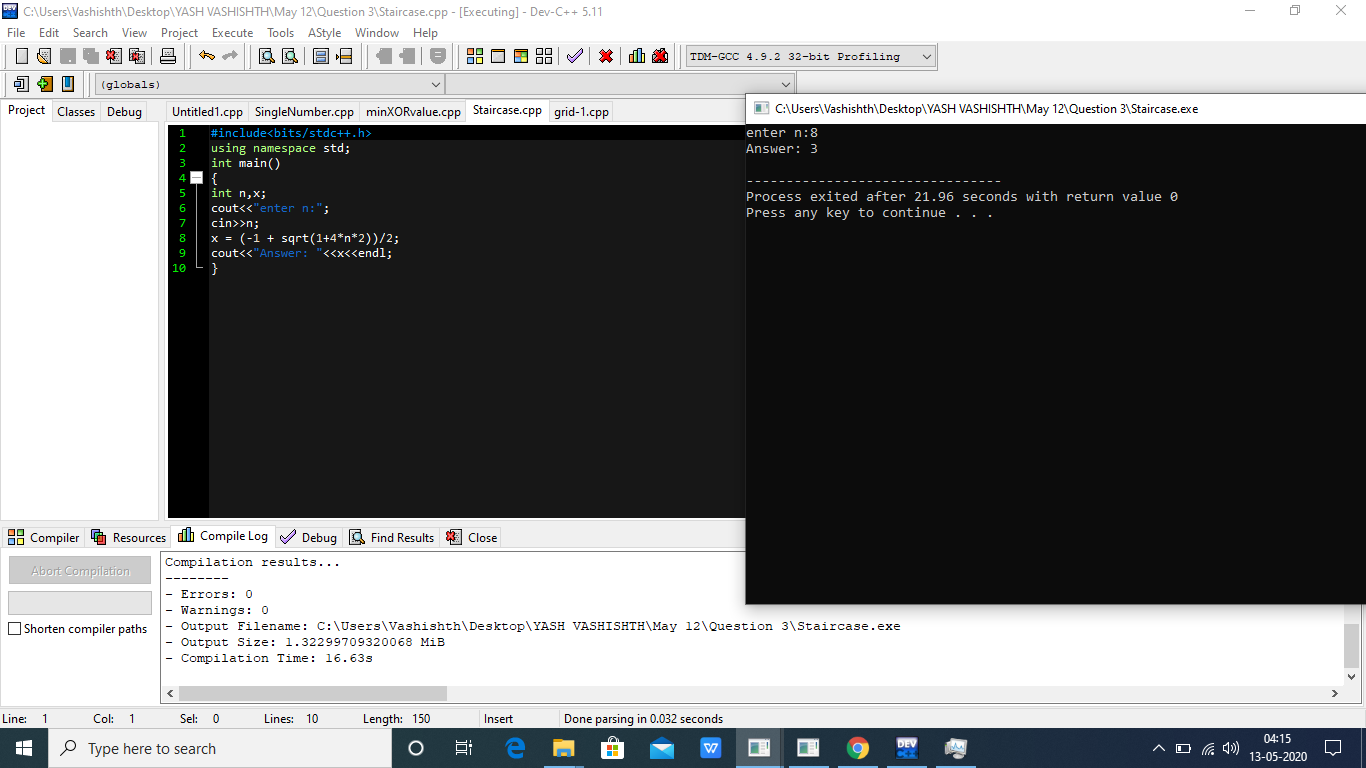 C:\Users\Vashishth\Desktop\YASH VASHISHTH\May 12\Question 3\Staircase.cpp - [Executing] - Dev-C++ 5.11
File Edit Search View Project Execute Tools AStyle Window Help
TDM-GCC 4.9.2 32-bit Profiling
(globals)
Project Classes Debug
Untitled1.cpp SingleNumber.cpp minXORvalue.cpp Staircase.cpp grid-1.cpp
1 #include<bits/stdc++.h>
2 using namespace std;
3 int main()
4 {
5 int n,x;
6 cout<<"enter n:";
7 cin>>n;
8 x = (-1 + sqrt(1+4*n*2))/2;
9 cout<<"Answer: "<<x<<endl;
10 }
C:\Users\Vashishth\Desktop\YASH VASHISHTH\May 12\Question 3\Staircase.exe
enter n:8
Answer: 3
--------------------------------
Process exited after 21.96 seconds with return value 0
Press any key to continue . . .
Compiler Resources Compile Log Debug Find Results Close
Abort Compilation
Shorten compiler paths
Compilation results...
--------
- Errors: 0
- Warnings: 0
- Output Filename: C:\Users\Vashishth\Desktop\YASH VASHISHTH\May 12\Question 3\Staircase.exe
- Output Size: 1.32299709320068 MiB
- Compilation Time: 16.63s
Line: 1 Col: 1 Sel: 0 Lines: 10 Length: 150 Insert Done parsing in 0.032 seconds
Type here to search
DEV
04:15
13-05-2020